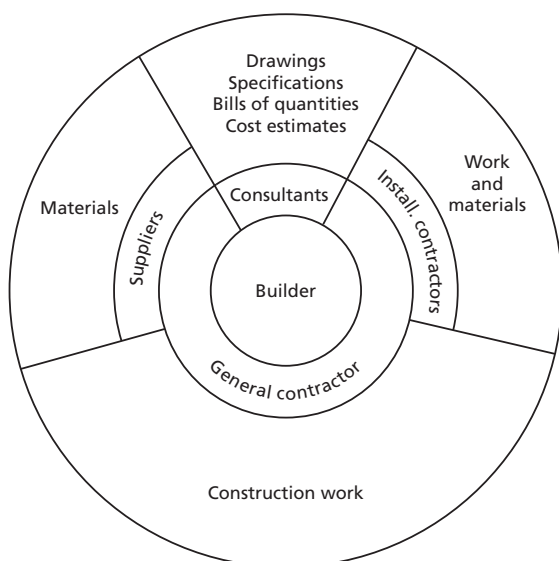 Drawings
Specifications
Bills of quantities
Cost estimates
Materials
Suppliers
Consultants
Install. contractors
Work
and
materials
Builder
General contractor
Construction work